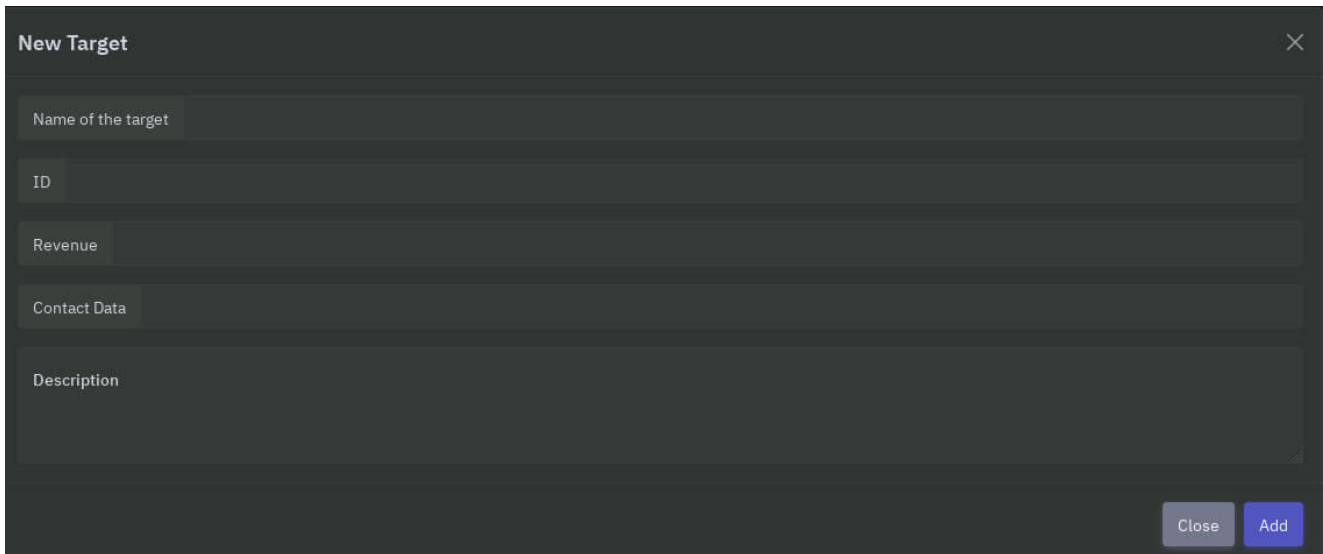 New Target
Name of the target
ID
Revenue
Contact Data
Description
Close
Add